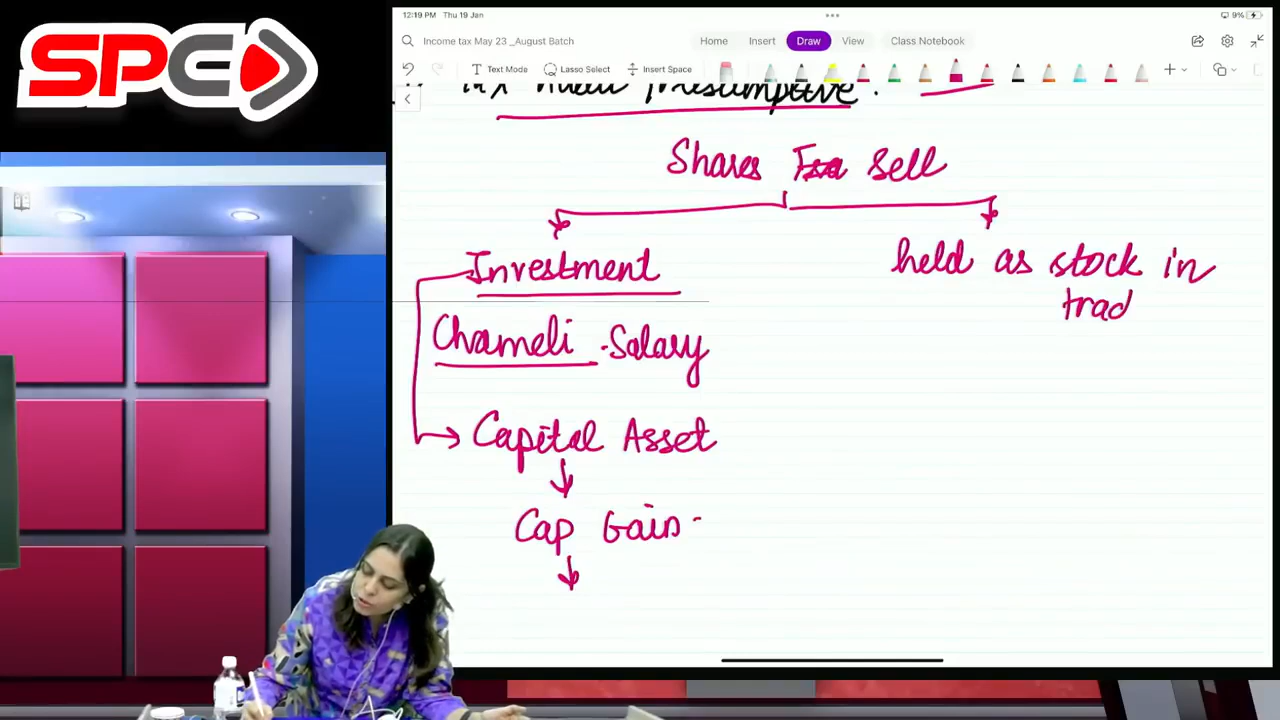 SPC
12:19 PM Thu 19 Jan
9%
Income tax May 23 _August Batch
Home Insert Draw View Class Notebook
Text Mode Lasso Select Insert Space
Presumptive.
Shares sell
Investment
held as stock in
trad
Chameli - Salary
Capital Asset
Cap Gain -